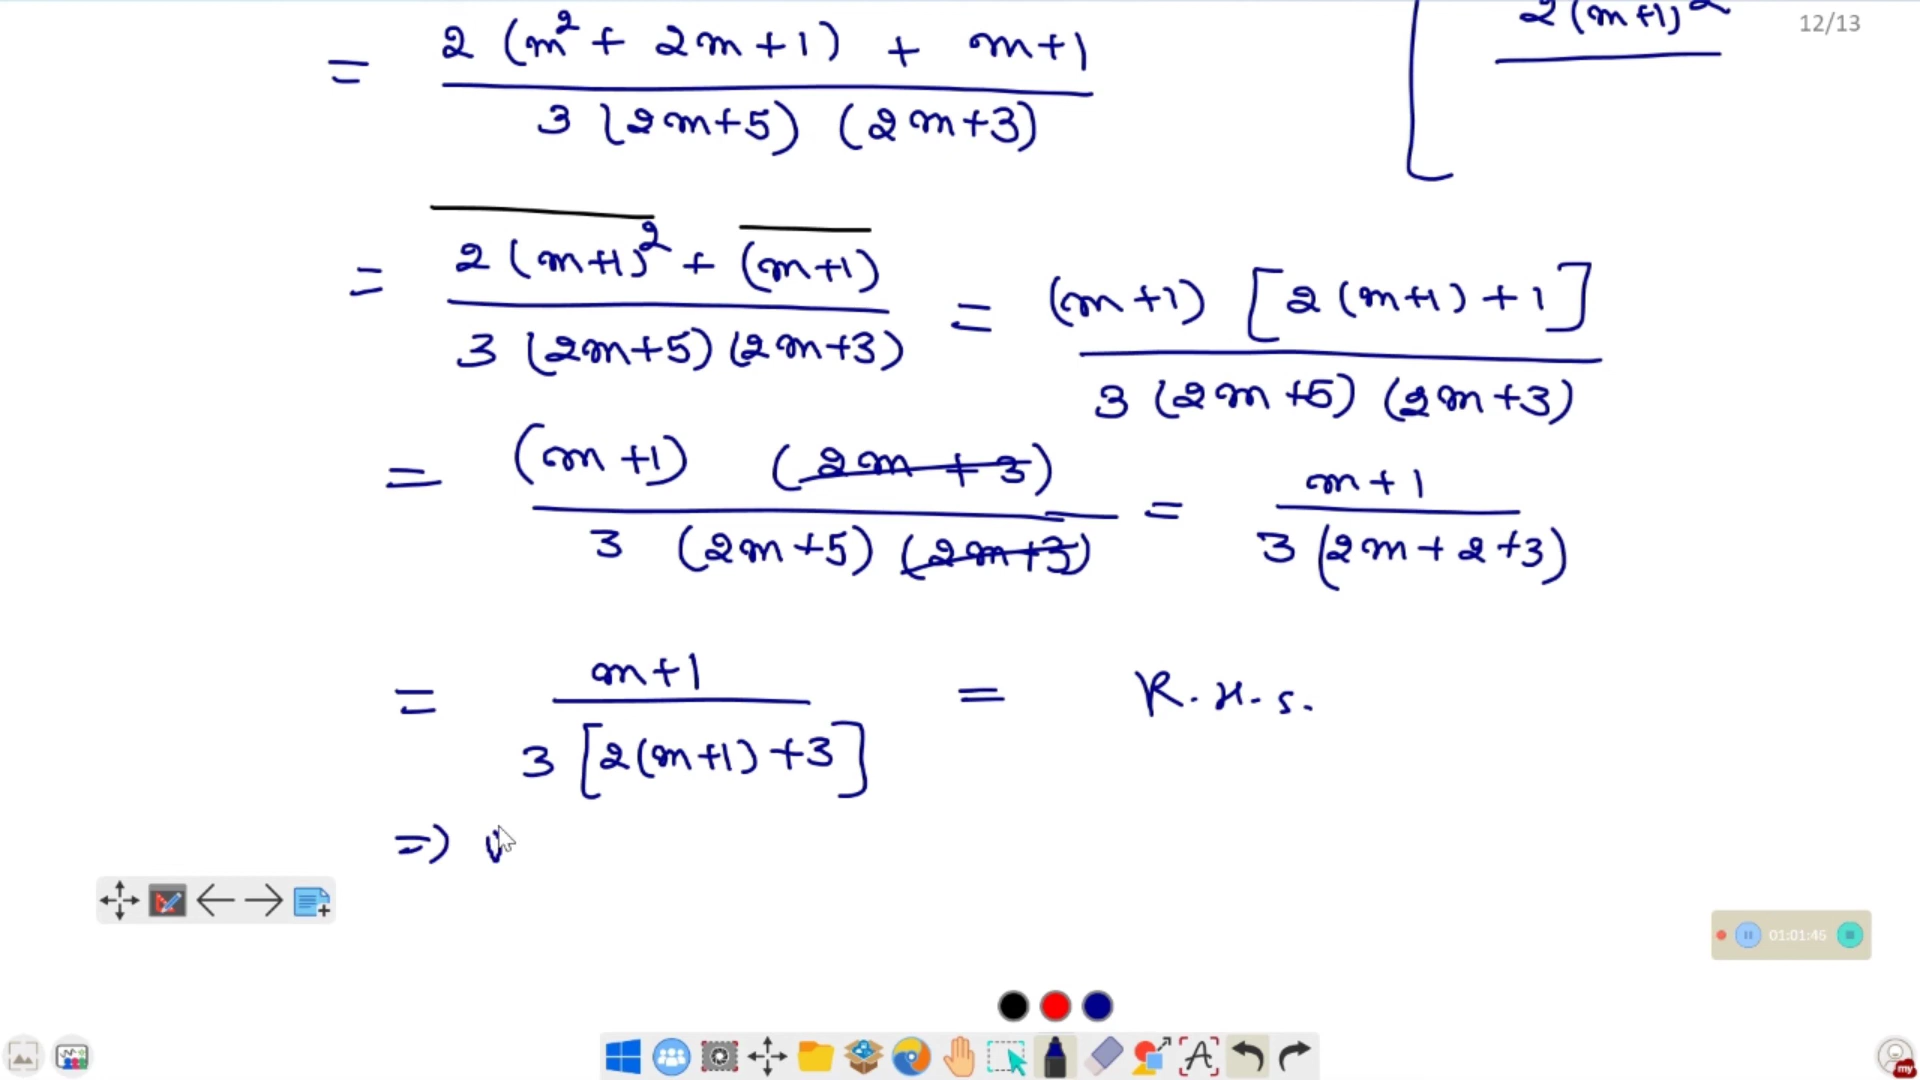 2(m+1)²
12/13
= 2(m²+2m+1)+m+1 / 3(2m+5)(2m+3)
= 2(m+1)²+(m+1) / 3(2m+5)(2m+3) = (m+1)[2(m+1)+1] / 3(2m+5)(2m+3)
= (m+1)(2m+3) / 3(2m+5)(2m+3) = m+1 / 3(2m+2+3)
= m+1 / 3[2(m+1)+3] = R.H.S.
=>
01:01:45
my